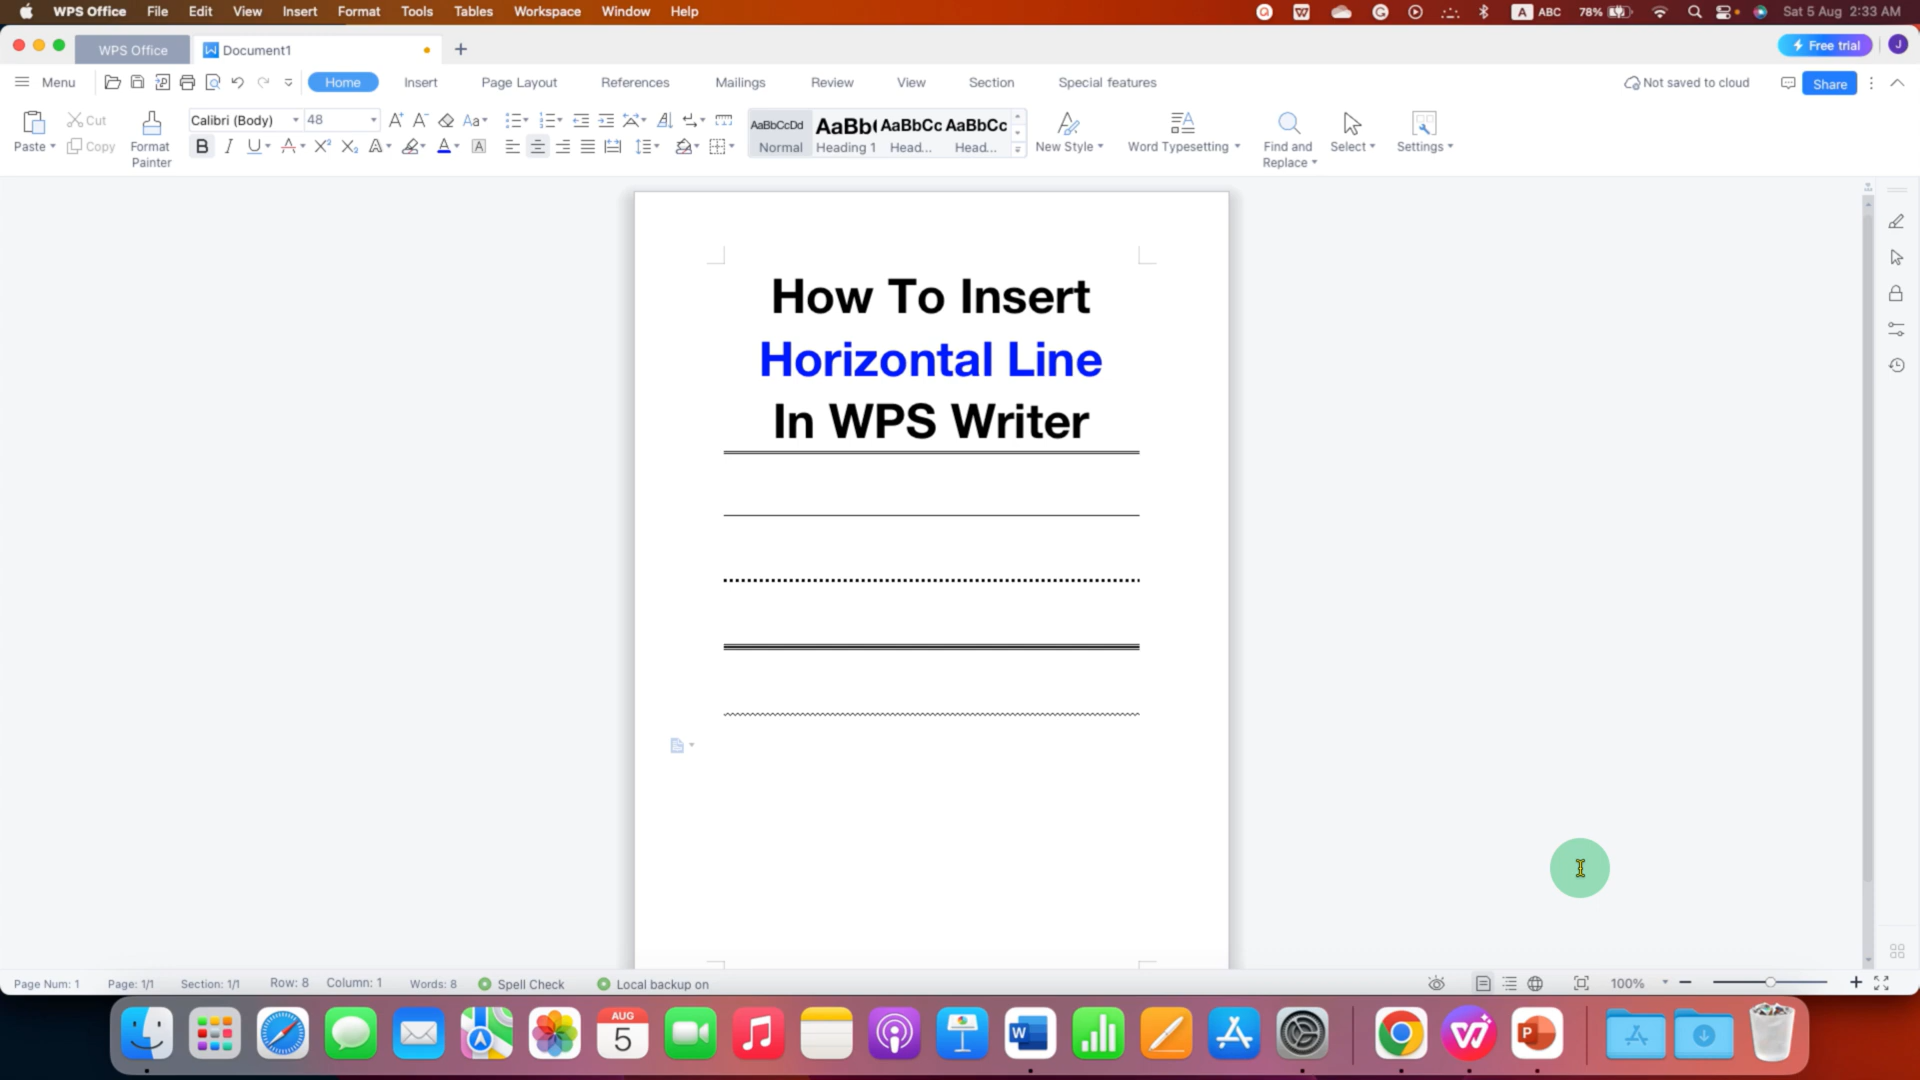 WPS Office File Edit View Insert Format Tools Tables Workspace Window Help A ABC 78% Sat 5 Aug 2:33 AM
WPS Office Document1 + Free trial J
Menu Home Insert Page Layout References Mailings Review View Section Special features Not saved to cloud Share
Cut Calibri (Body) 48 A+ A- Aa AaBbCcDd AaBb( AaBbCc AaBbCc
Paste Copy Format Painter B I U A X² X₂ A A A Normal Heading 1 Head... Head... New Style Word Typesetting Find and Replace Select Settings
How To Insert
Horizontal Line
In WPS Writer
Page Num: 1 Page: 1/1 Section: 1/1 Row: 8 Column: 1 Words: 8 Spell Check Local backup on 100%
AUG
5
W
P